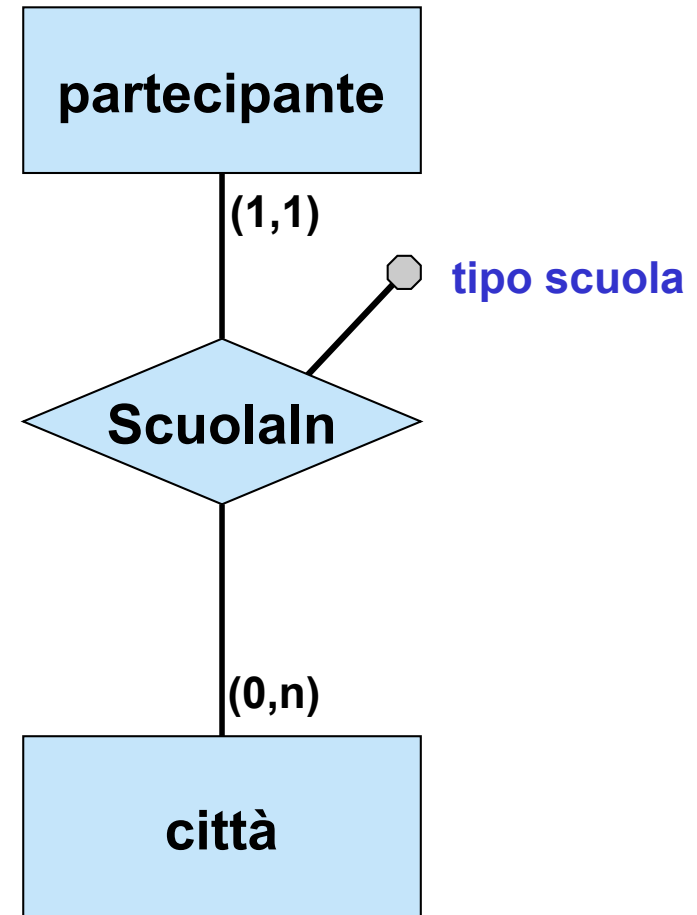 partecipante
(1,1)
tipo scuola
ScuolaIn
(0,n)
città